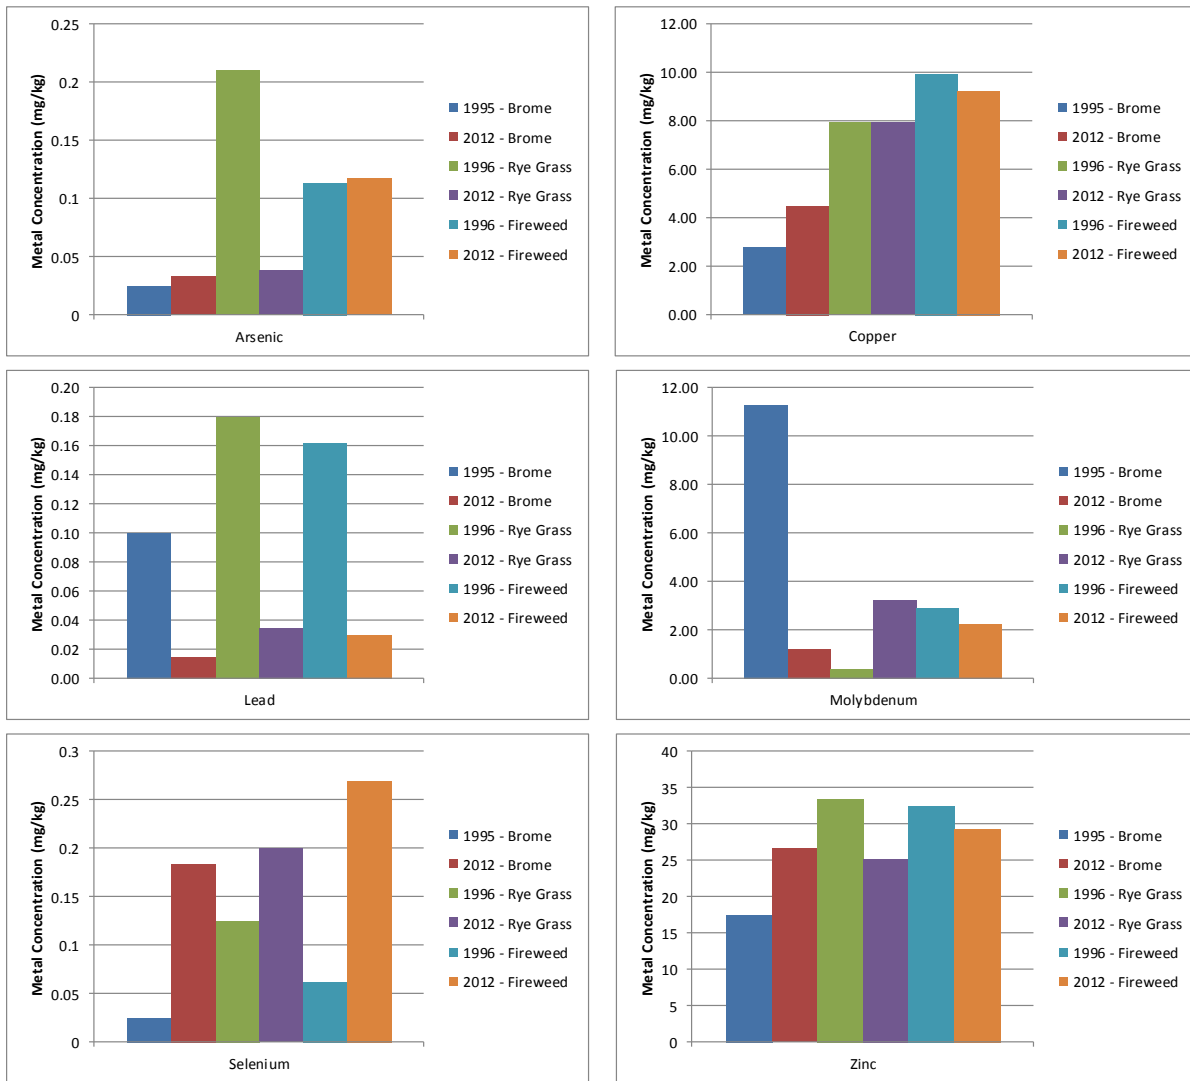 0.25
0.2
0.15
0.1
0.05
0
Metal Concentration (mg/kg)
Arsenic
1995 - Brome
2012 - Brome
1996 - Rye Grass
2012 - Rye Grass
1996 - Fireweed
2012 - Fireweed
12.00
10.00
8.00
6.00
4.00
2.00
0.00
Metal Concentration (mg/kg)
Copper
1995 - Brome
2012 - Brome
1996 - Rye Grass
2012 - Rye Grass
1996 - Fireweed
2012 - Fireweed
0.20
0.18
0.16
0.14
0.12
0.10
0.08
0.06
0.04
0.02
0.00
Metal Concentration (mg/kg)
Lead
1995 - Brome
2012 - Brome
1996 - Rye Grass
2012 - Rye Grass
1996 - Fireweed
2012 - Fireweed
12.00
10.00
8.00
6.00
4.00
2.00
0.00
Metal Concentration (mg/kg)
Molybdenum
1995 - Brome
2012 - Brome
1996 - Rye Grass
2012 - Rye Grass
1996 - Fireweed
2012 - Fireweed
0.3
0.25
0.2
0.15
0.1
0.05
0
Metal Concentration (mg/kg)
Selenium
1995 - Brome
2012 - Brome
1996 - Rye Grass
2012 - Rye Grass
1996 - Fireweed
2012 - Fireweed
40
35
30
25
20
15
10
5
0
Metal Concentration (mg/kg)
Zinc
1995 - Brome
2012 - Brome
1996 - Rye Grass
2012 - Rye Grass
1996 - Fireweed
2012 - Fireweed